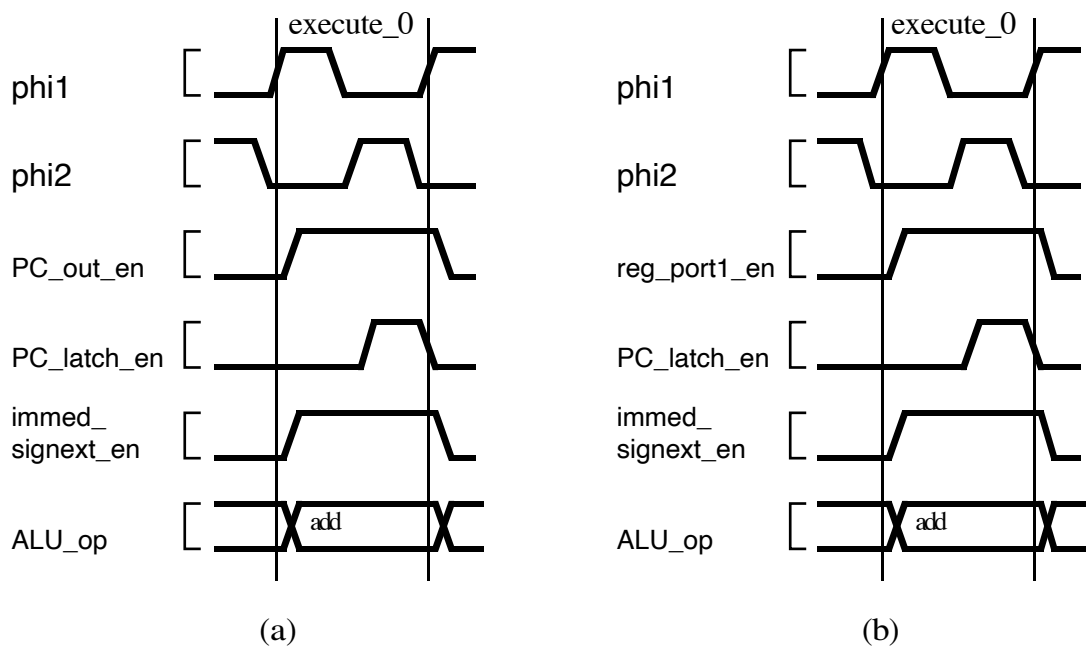 execute_0
phi1
phi2
PC_out_en
PC_latch_en
immed_
signext_en
ALU_op
add
(a)
execute_0
phi1
phi2
reg_port1_en
PC_latch_en
immed_
signext_en
ALU_op
add
(b)